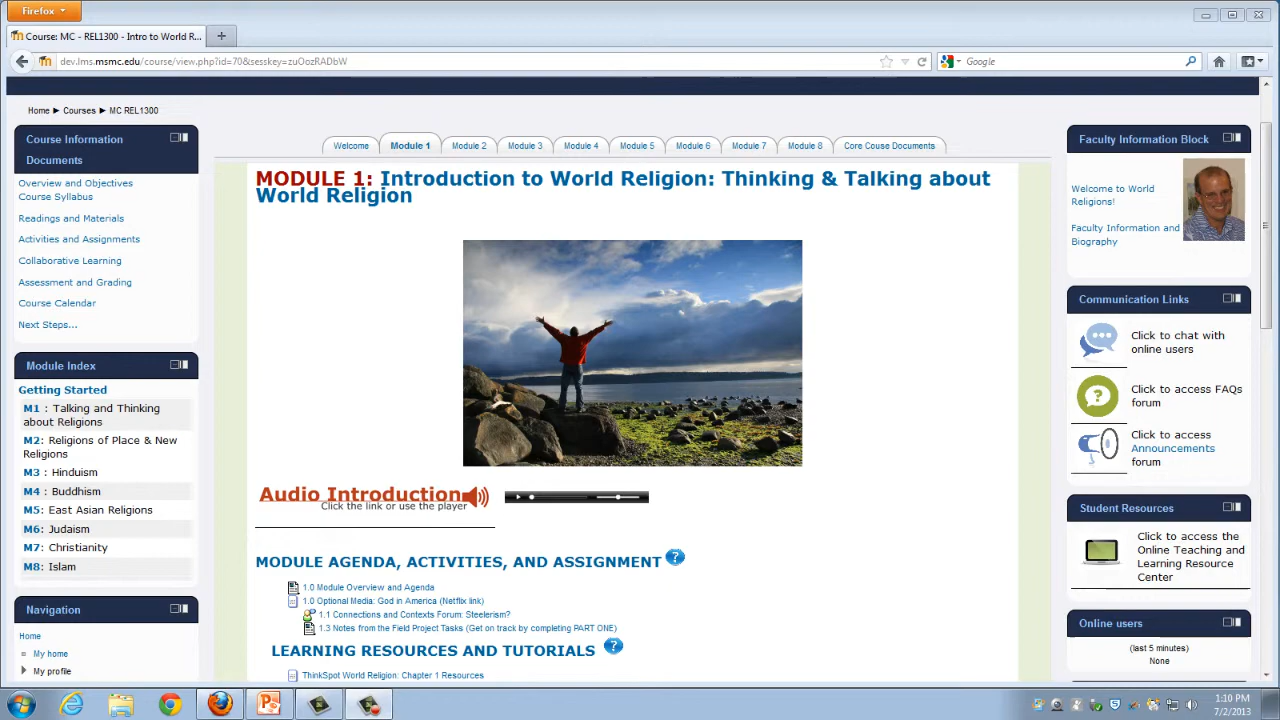 Firefox
Course: MC - REL1300 - Intro to World R...
dev.lms.msmc.edu/course/view.php?id=70&sesskey=zuOozRADbW
Google
Home ► Courses ► MC REL1300
Course Information Documents
Overview and Objectives
Course Syllabus
Readings and Materials
Activities and Assignments
Collaborative Learning
Assessment and Grading
Course Calendar
Next Steps...
Module Index
Getting Started
M1 : Talking and Thinking
about Religions
M2: Religions of Place & New
Religions
M3 : Hinduism
M4 : Buddhism
M5: East Asian Religions
M6: Judaism
M7: Christianity
M8: Islam
Navigation
Home
My home
My profile
Welcome
Module 1
Module 2
Module 3
Module 4
Module 5
Module 6
Module 7
Module 8
Core Couse Documents
MODULE 1: Introduction to World Religion: Thinking & Talking about
World Religion
Audio Introduction
Click the link or use the player
MODULE AGENDA, ACTIVITIES, AND ASSIGNMENT
1.0 Module Overview and Agenda
1.0 Optional Media: God in America (Netflix link)
1.1 Connections and Contexts Forum: Steelerism?
1.3 Notes from the Field Project Tasks (Get on track by completing PART ONE)
LEARNING RESOURCES AND TUTORIALS
ThinkSpot World Religion: Chapter 1 Resources
Faculty Information Block
Welcome to World
Religions!
Faculty Information and
Biography
Communication Links
Click to chat with
online users
Click to access FAQs
forum
Click to access
Announcements
forum
Student Resources
Click to access the
Online Teaching and
Learning Resource
Center
Online users
(last 5 minutes)
None
1:10 PM
7/2/2013